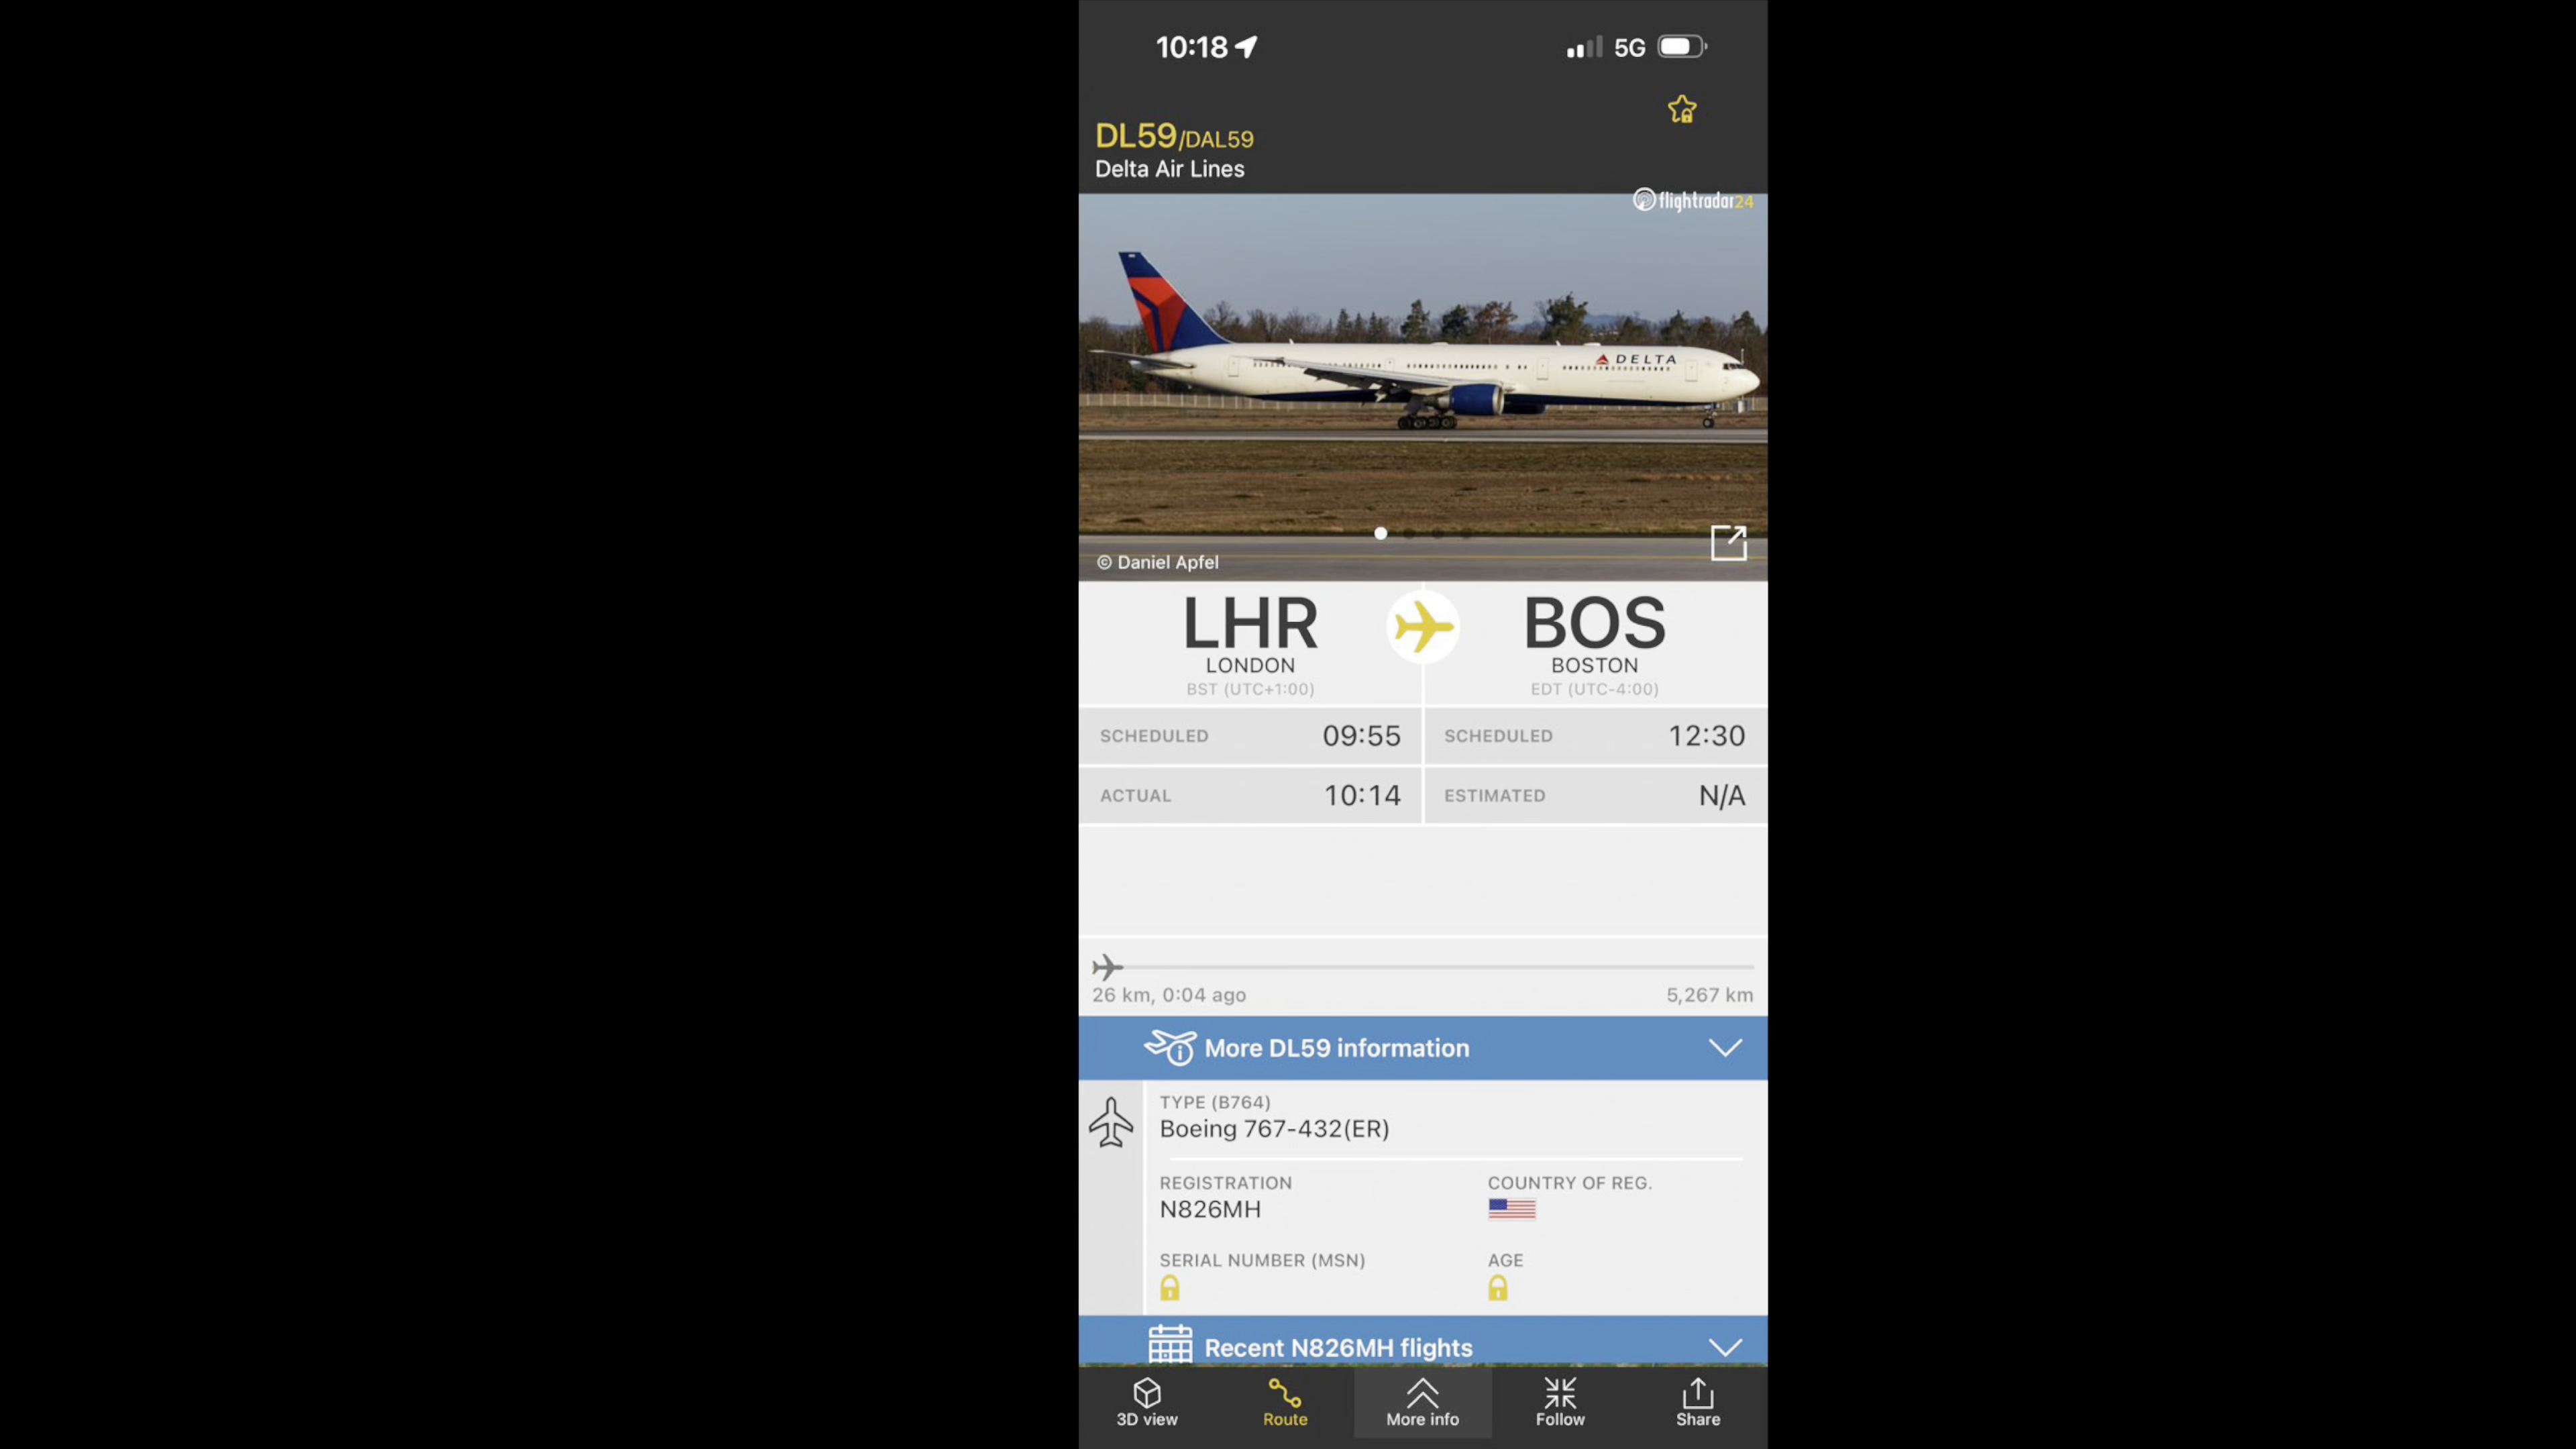 10:18
5G
DL59/DAL59
Delta Air Lines
flightradar24
DELTA
© Daniel Apfel
LHR
LONDON
BST (UTC+1:00)
BOS
BOSTON
EDT (UTC-4:00)
SCHEDULED 09:55
SCHEDULED 12:30
ACTUAL 10:14
ESTIMATED N/A
26 km, 0:04 ago
5,267 km
More DL59 information
TYPE (B764)
Boeing 767-432(ER)
REGISTRATION
N826MH
COUNTRY OF REG.
SERIAL NUMBER (MSN)
AGE
Recent N826MH flights
3D view
Route
More info
Follow
Share